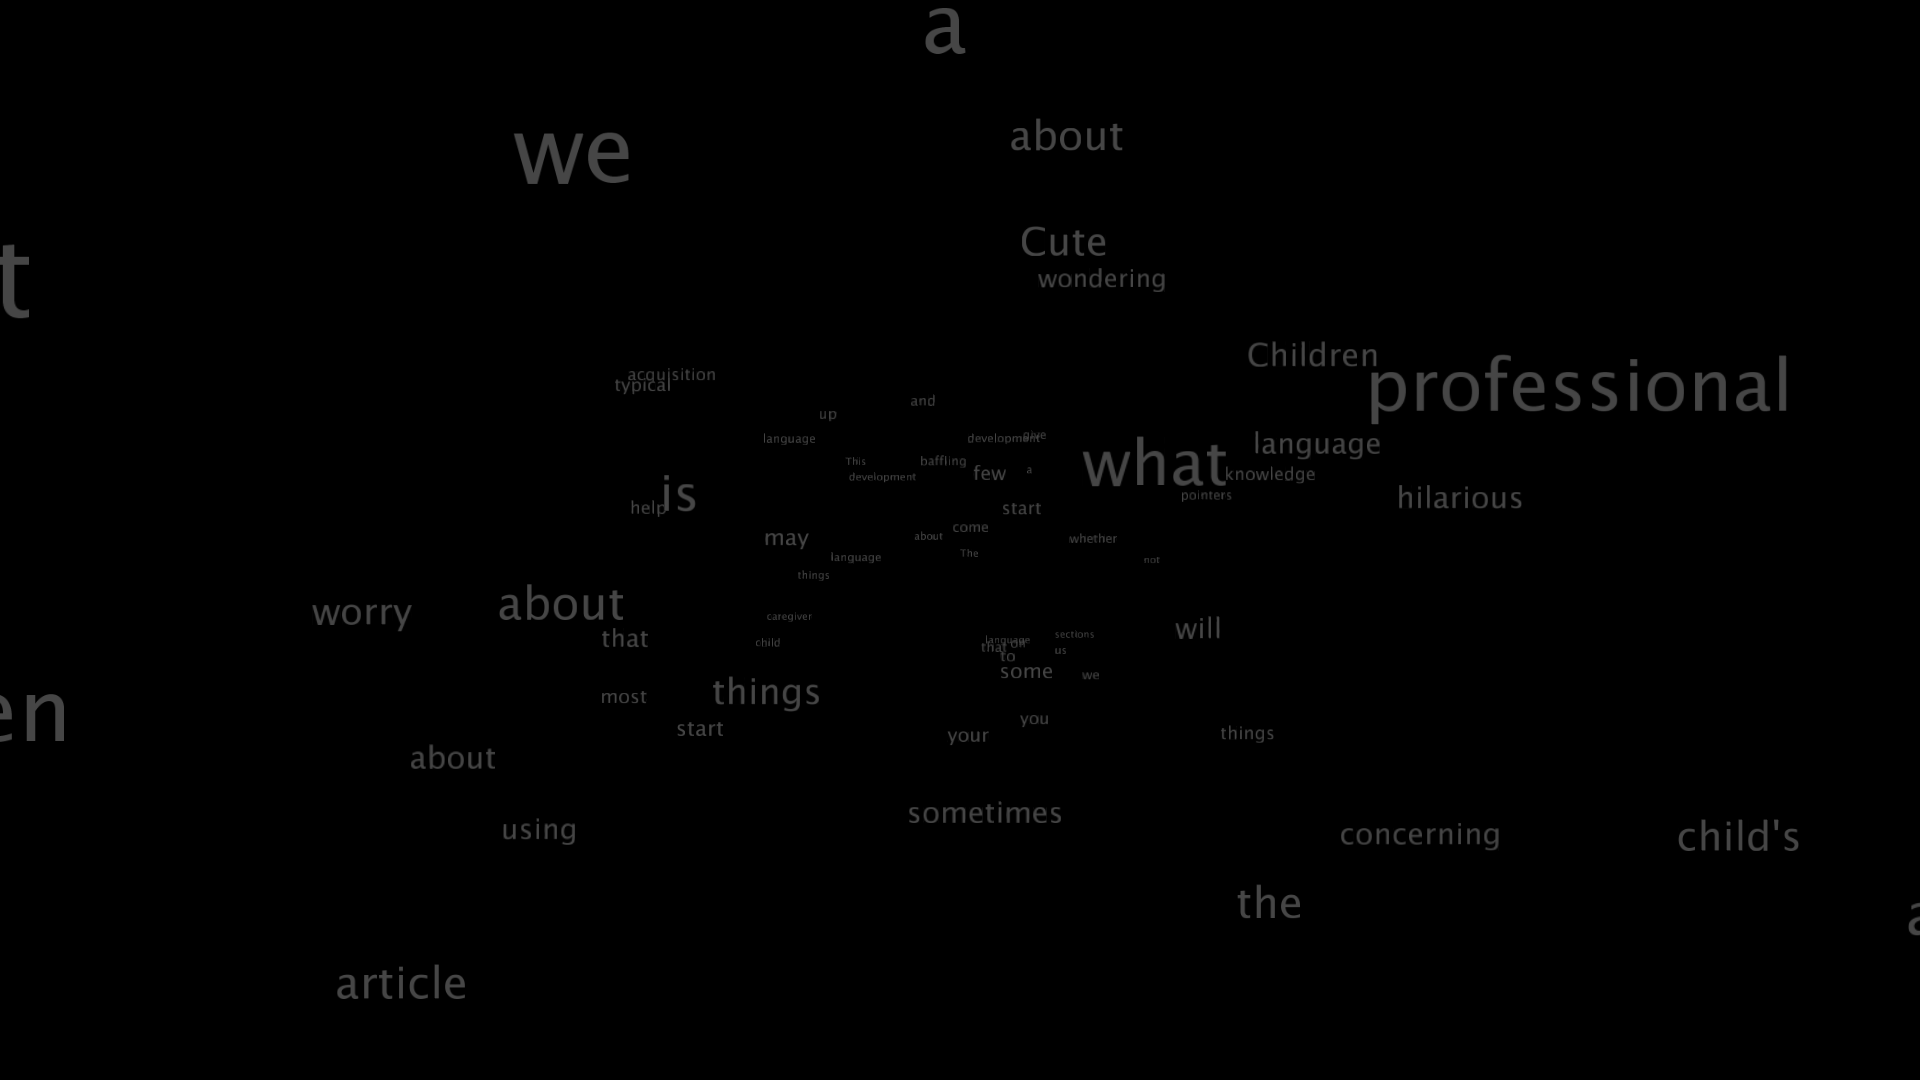 a
we
about
Cute
wondering
t
Children
professional
acquisition
typical
and
up
give
language
development
what
language
This
baffling
few
a
knowledge
development
is
pointers
hilarious
help
start
come
may
about
whether
The
language
not
things
worry
about
caregiver
will
that
child
language
on
sections
that
us
to
some
we
most
things
you
start
your
things
en
about
sometimes
using
concerning
child's
the
a
article